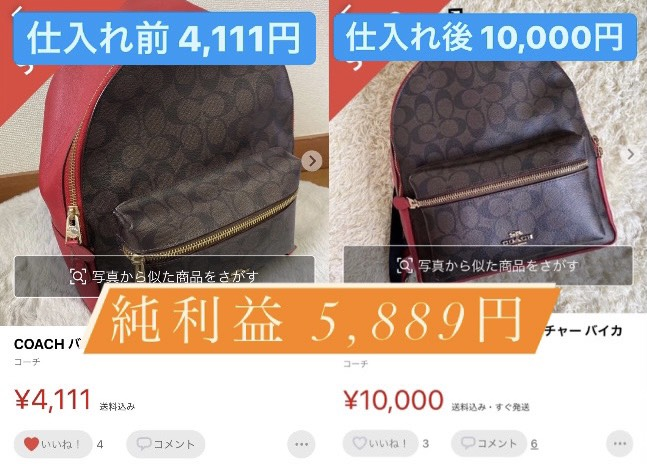 仕入れ前 4,111円
仕入れ後 10,000円
写真から似た商品をさがす
写真から似た商品をさがす
COACH
純利益 5,889円
COACH バ
チャー バイカ
コーチ
コーチ
¥4,111 送料込み
¥10,000 送料込み・すぐ発送
いいね! 4 コメント
いいね! 3 コメント 6